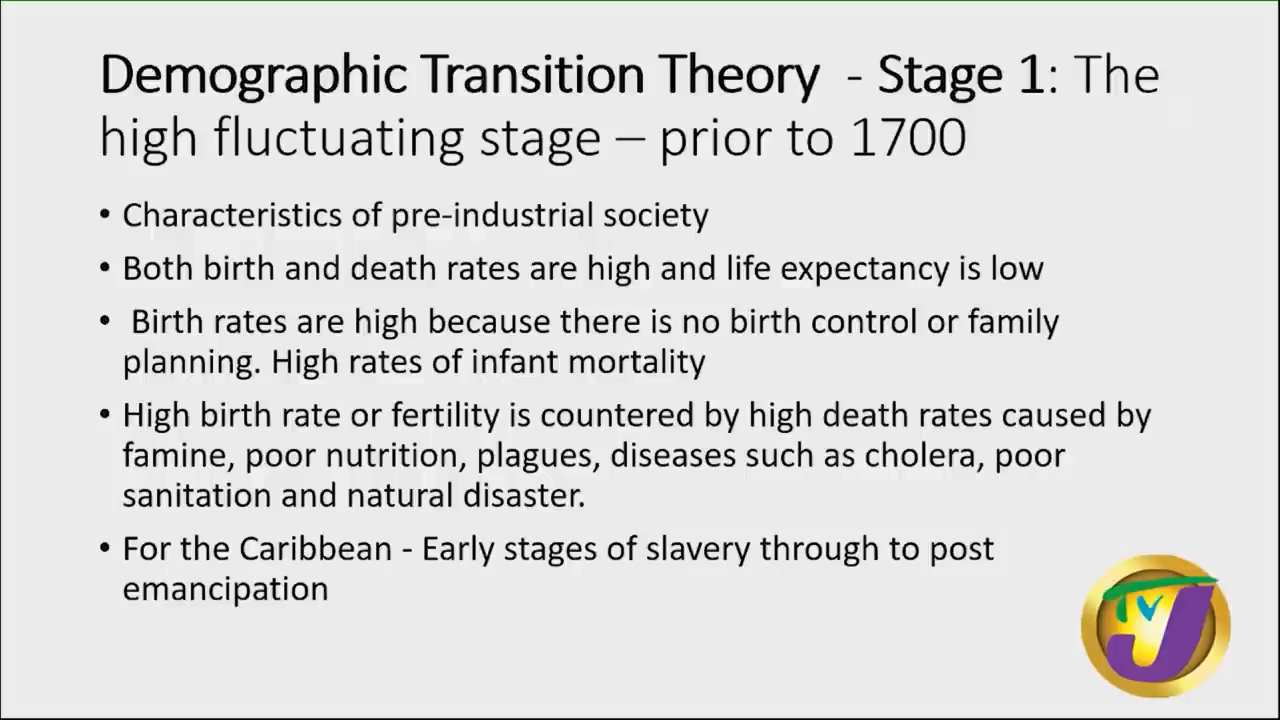 Demographic Transition Theory - Stage 1: The
high fluctuating stage – prior to 1700
• Characteristics of pre-industrial society
• Both birth and death rates are high and life expectancy is low
• Birth rates are high because there is no birth control or family
planning. High rates of infant mortality
• High birth rate or fertility is countered by high death rates caused by
famine, poor nutrition, plagues, diseases such as cholera, poor
sanitation and natural disaster.
• For the Caribbean - Early stages of slavery through to post
emancipation
TVJ